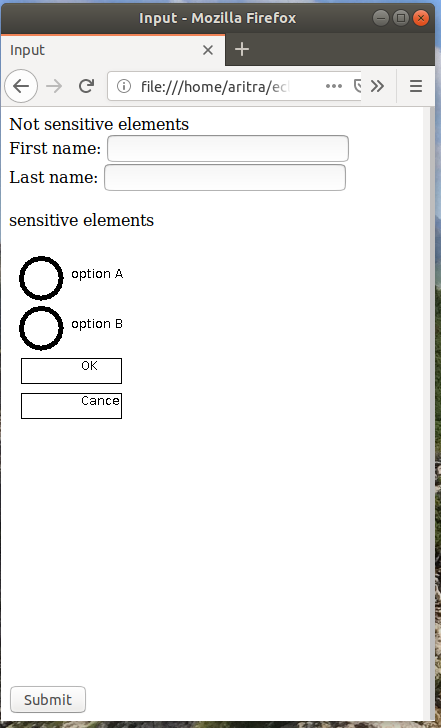 Input - Mozilla Firefox
Input
file:///home/aritra/ec
Not sensitive elements
First name:
Last name:
sensitive elements
option A
option B
OK
Cance
Submit